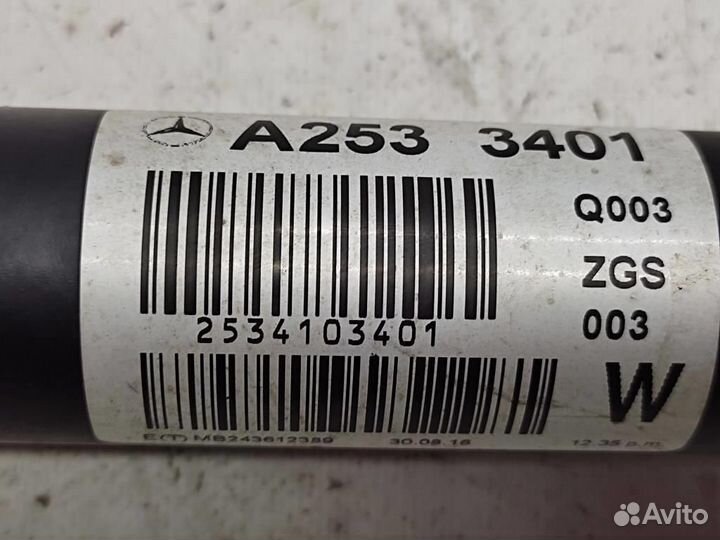 A253 3401
Q003
ZGS
003
2534103401
W
E(T) MB243612389 30.08.16 12.35 p.m.
Avito